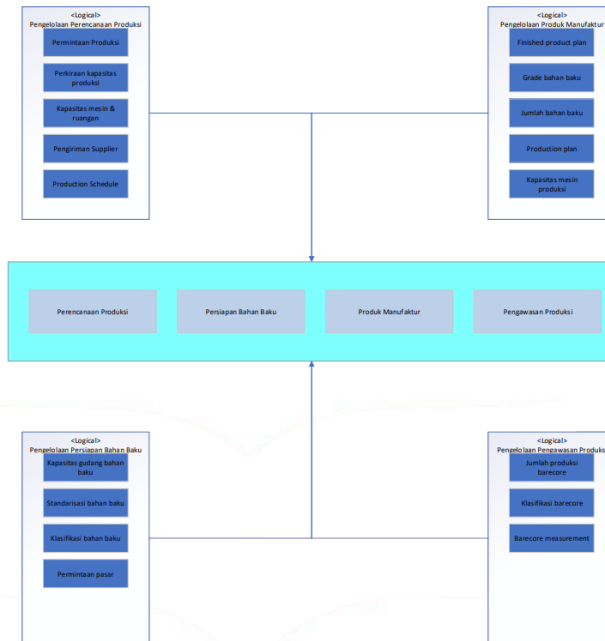 <Logical>
Pengelolaan Perencanaan Produksi
Permintaan Produksi
Perkiraan kapasitas
produksi
Kapasitas mesin &
ruangan
Pengiriman Supplier
Production Schedule
<Logical>
Pengelolaan Produk Manufaktur
Finished product plan
Grade bahan baku
Jumlah bahan baku
Production plan
Kapasitas mesin
produksi
Perencanaan Produksi
Persiapan Bahan Baku
Produk Manufaktur
Pengawasan Produksi
<Logical>
Pengelolaan Persiapan Bahan Baku
Kapasitas gudang bahan
baku
Standarisasi bahan baku
Klasifikasi bahan baku
Permintaan pasar
<Logical>
Pengelolaan Pengawasan Produks
Jumlah produksi
barecore
Klasifikasi barecore
Barecore measurement